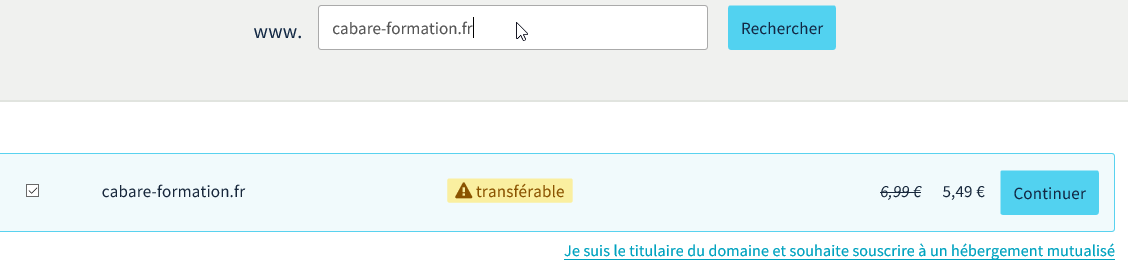 www. cabare-formation.fr Rechercher
cabare-formation.fr transférable 6,99 € 5,49 € Continuer
Je suis le titulaire du domaine et souhaite souscrire à un hébergement mutualisé